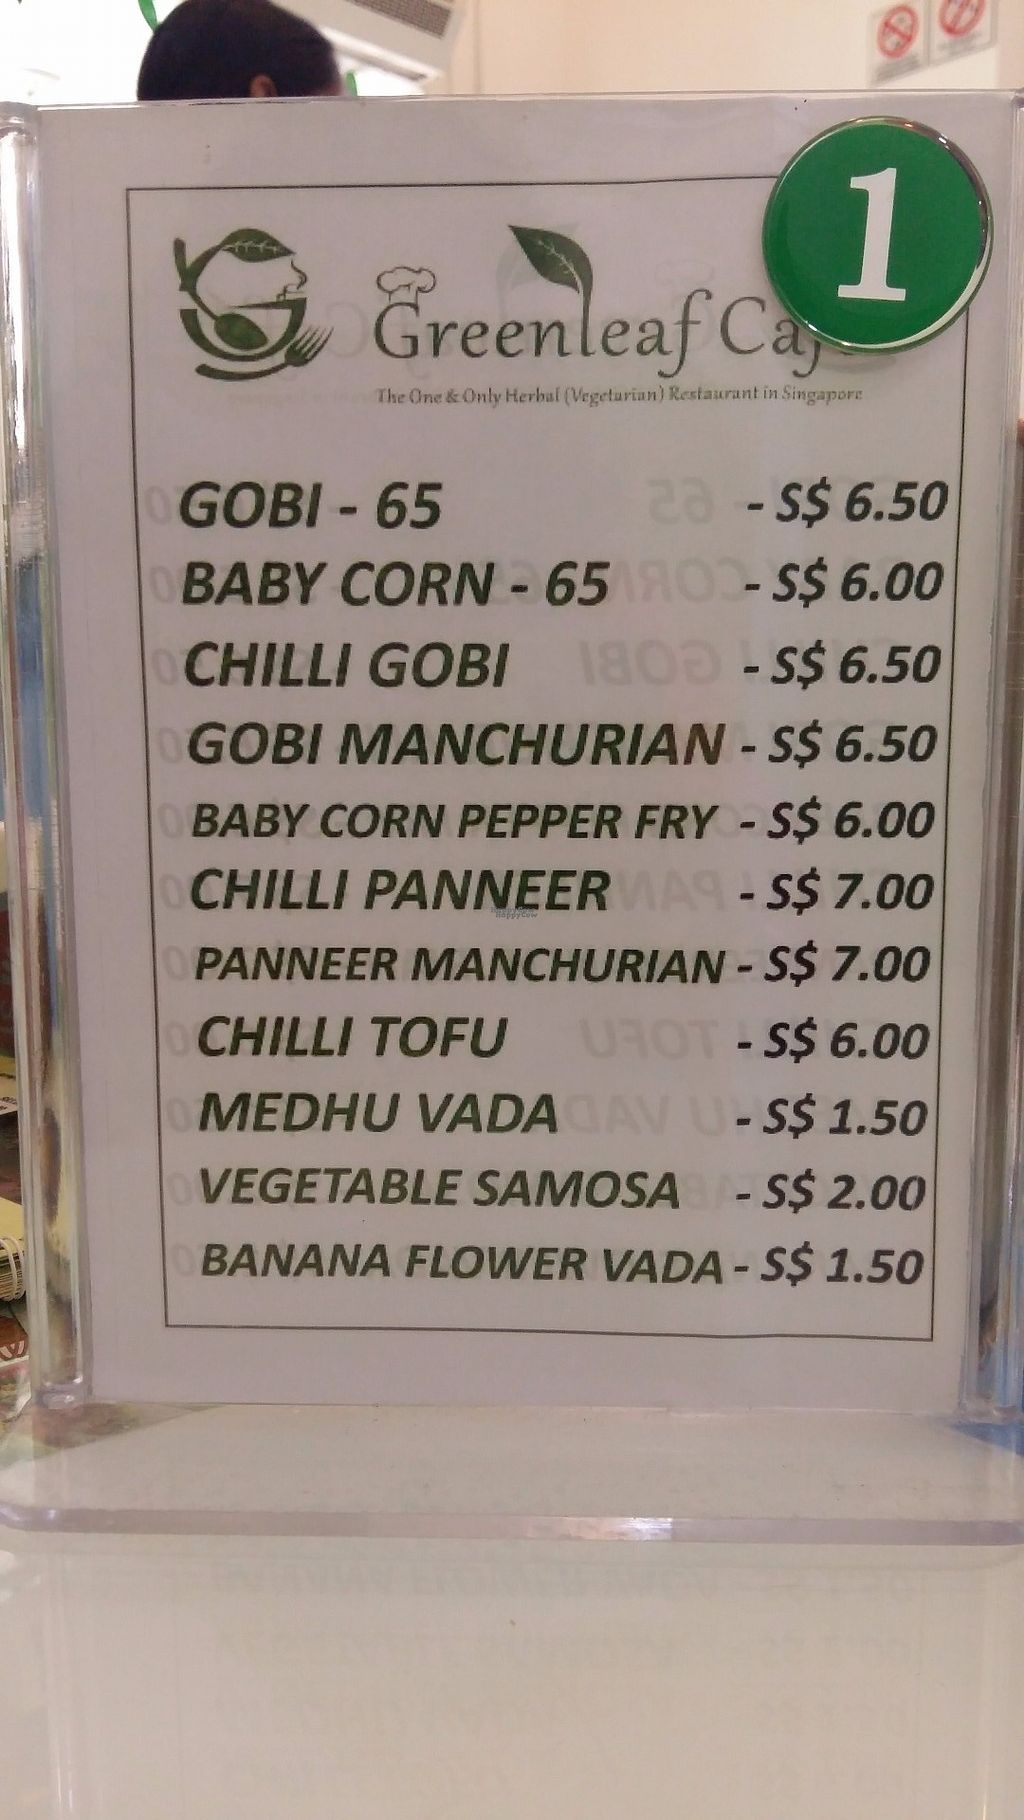 1
Greenleaf Caf
The One & Only Herbal (Vegetarian) Restaurant in Singapore
GOBI - 65 - S$ 6.50
BABY CORN - 65 - S$ 6.00
CHILLI GOBI - S$ 6.50
GOBI MANCHURIAN - S$ 6.50
BABY CORN PEPPER FRY - S$ 6.00
CHILLI PANNEER - S$ 7.00
PANNEER MANCHURIAN - S$ 7.00
CHILLI TOFU - S$ 6.00
MEDHU VADA - S$ 1.50
VEGETABLE SAMOSA - S$ 2.00
BANANA FLOWER VADA - S$ 1.50